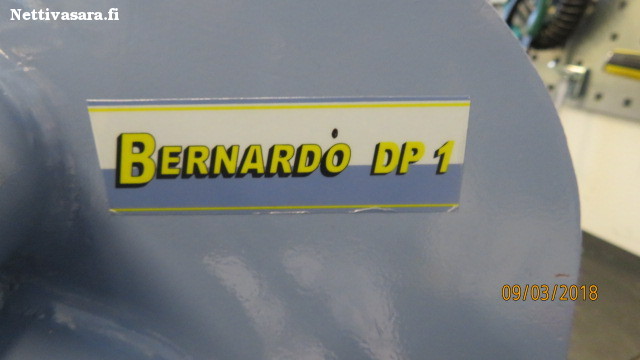 Nettivasara.fi
BERNARDO DP 1
09/03/2018